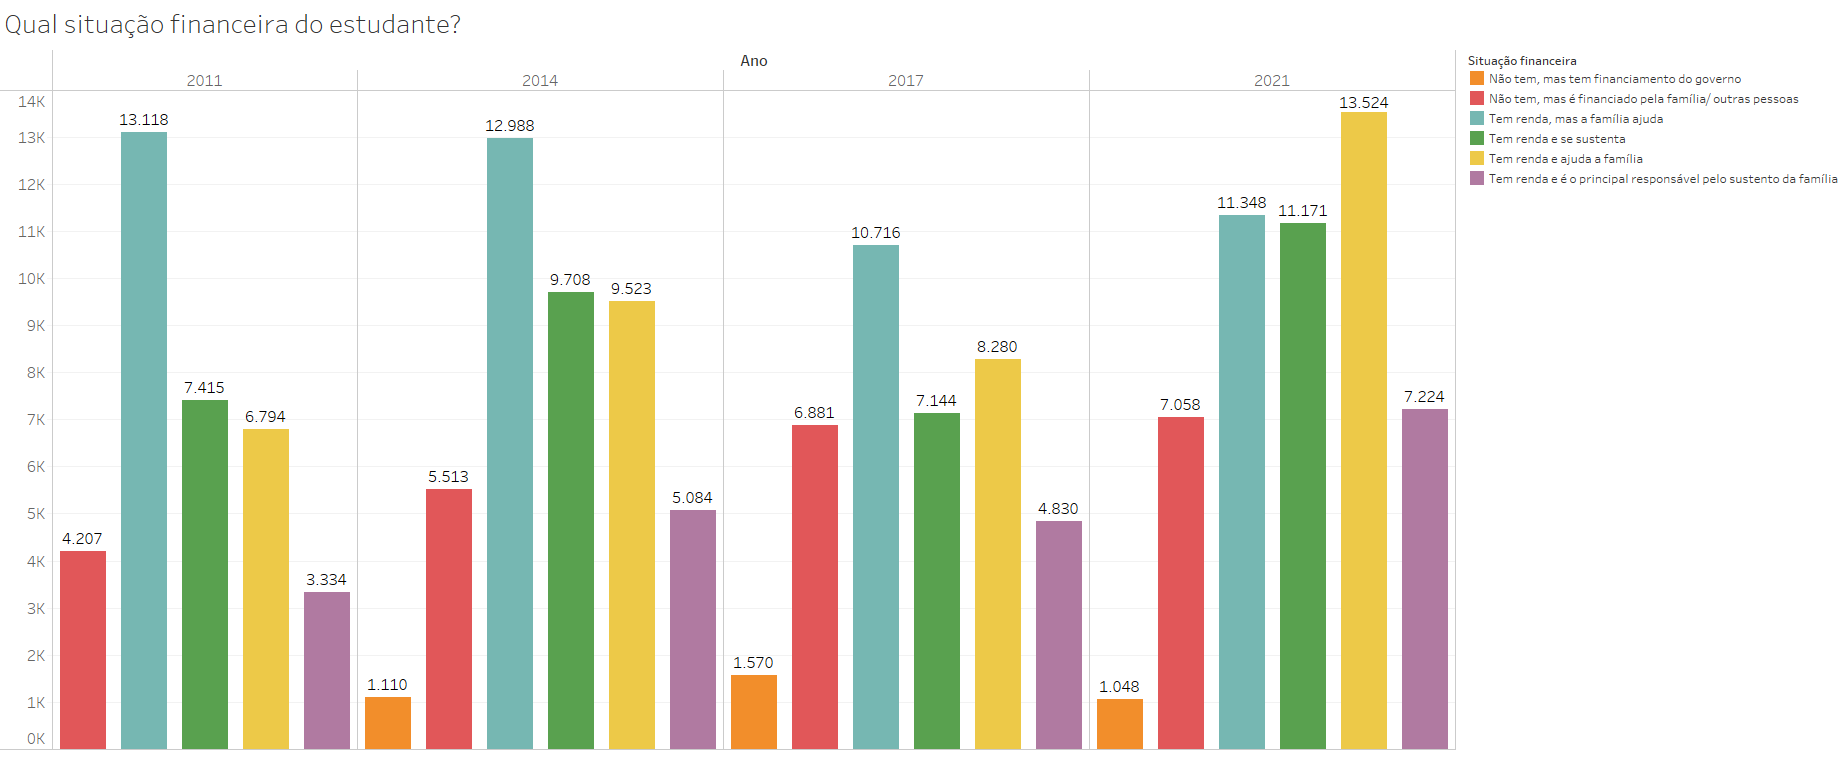 Qual situação financeira do estudante?
Ano
2011 2014 2017 2021
Situação financeira
Não tem, mas tem financiamento do governo
Não tem, mas é financiado pela família/ outras pessoas
Tem renda, mas a família ajuda
Tem renda e se sustenta
Tem renda e ajuda a família
Tem renda e é o principal responsável pelo sustento da família
14K
13K
12K
11K
10K
9K
8K
7K
6K
5K
4K
3K
2K
1K
0K
4.207
13.118
7.415
6.794
3.334
1.110
5.513
12.988
9.708
9.523
5.084
1.570
6.881
10.716
7.144
8.280
4.830
1.048
7.058
11.348
11.171
13.524
7.224